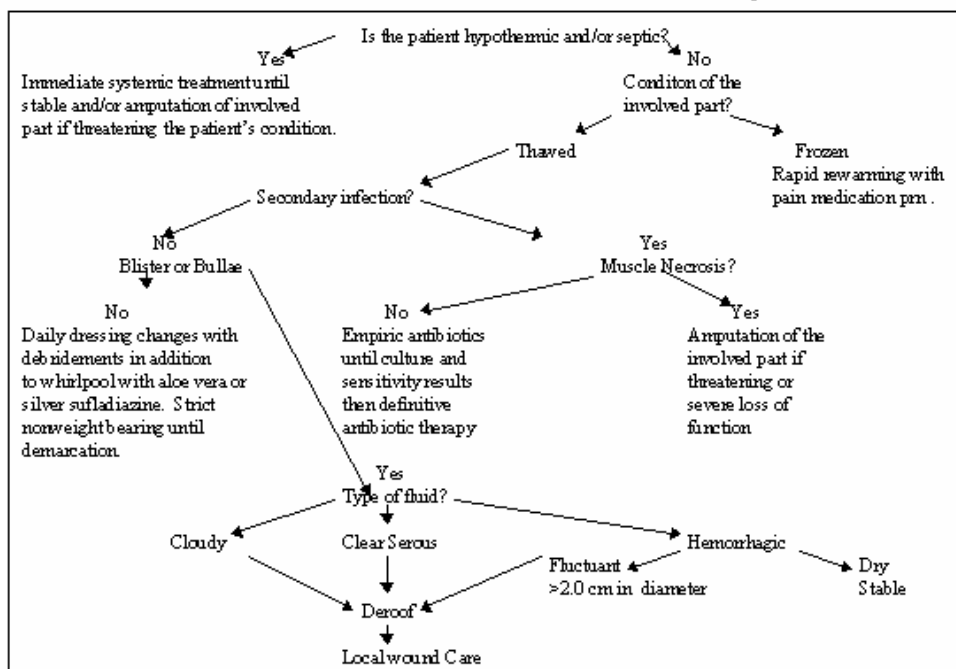 Is the patient hypothermic and/or septic?
Yes
Immediate systemic treatment until
stable and/or amputation of involved
part if threatening the patient's condition.
No
Conditon of the
involved part?
Thawed
Frozen
Rapid rewarming with
pain medication prn .
Secondary infection?
No
Blister or Bullae
Yes
Muscle Necrosis?
No
Daily dressing changes with
debridements in addition
to whirlpool with aloe vera or
silver sufladiazine. Strict
nonweight bearing until
demarcation.
No
Empiric antibiotics
until culture and
sensitivity results
then definitive
antibiotic therapy
Yes
Amputation of the
involved part if
threatening or
severe loss of
function
Yes
Type of fluid?
Cloudy
Clear Serous
Hemorrhagic
Fluctuant
>2.0 cm in diameter
Dry
Stable
Deroof
Local wound Care